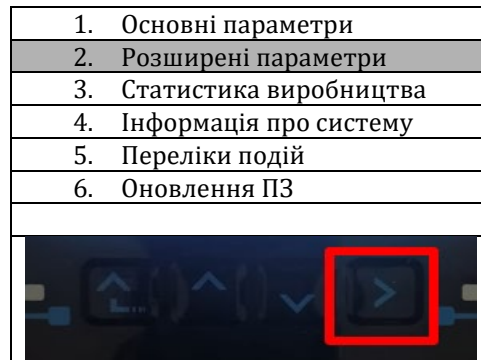 1. Основні параметри
2. Розширені параметри
3. Статистика виробництва
4. Інформація про систему
5. Переліки подій
6. Оновлення ПЗ